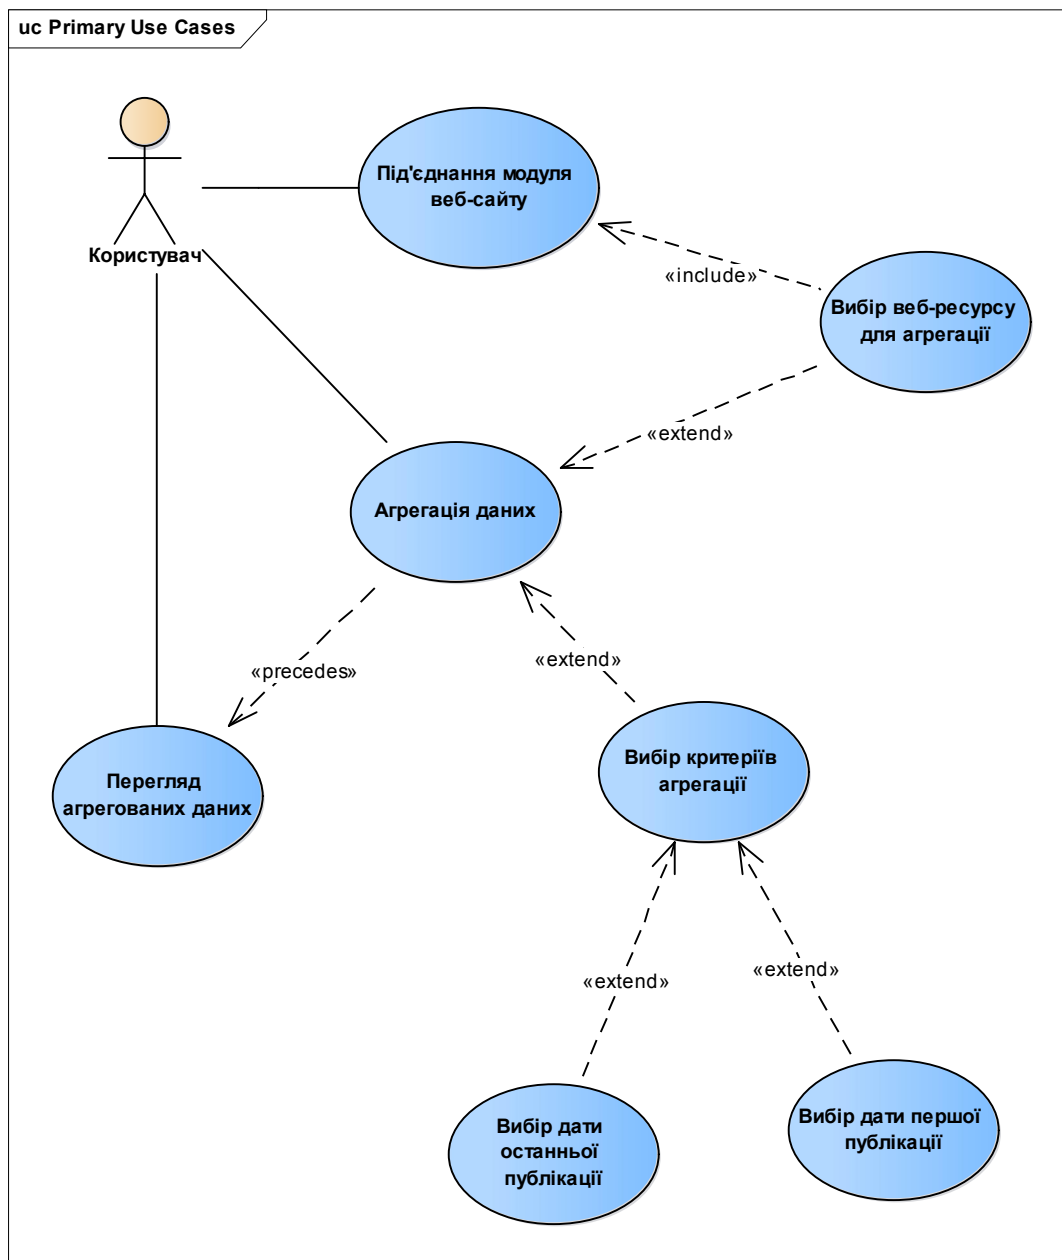 uc Primary Use Cases
Під'єднання модуля
веб-сайту
Користувач
«include»
Вибір веб-ресурсу
для агрегації
«extend»
Агрегація даних
«precedes»
«extend»
Перегляд
агрегованих даних
Вибір критеріїв
агрегації
«extend»
«extend»
Вибір дати
останньої
публікації
Вибір дати першої
публікації